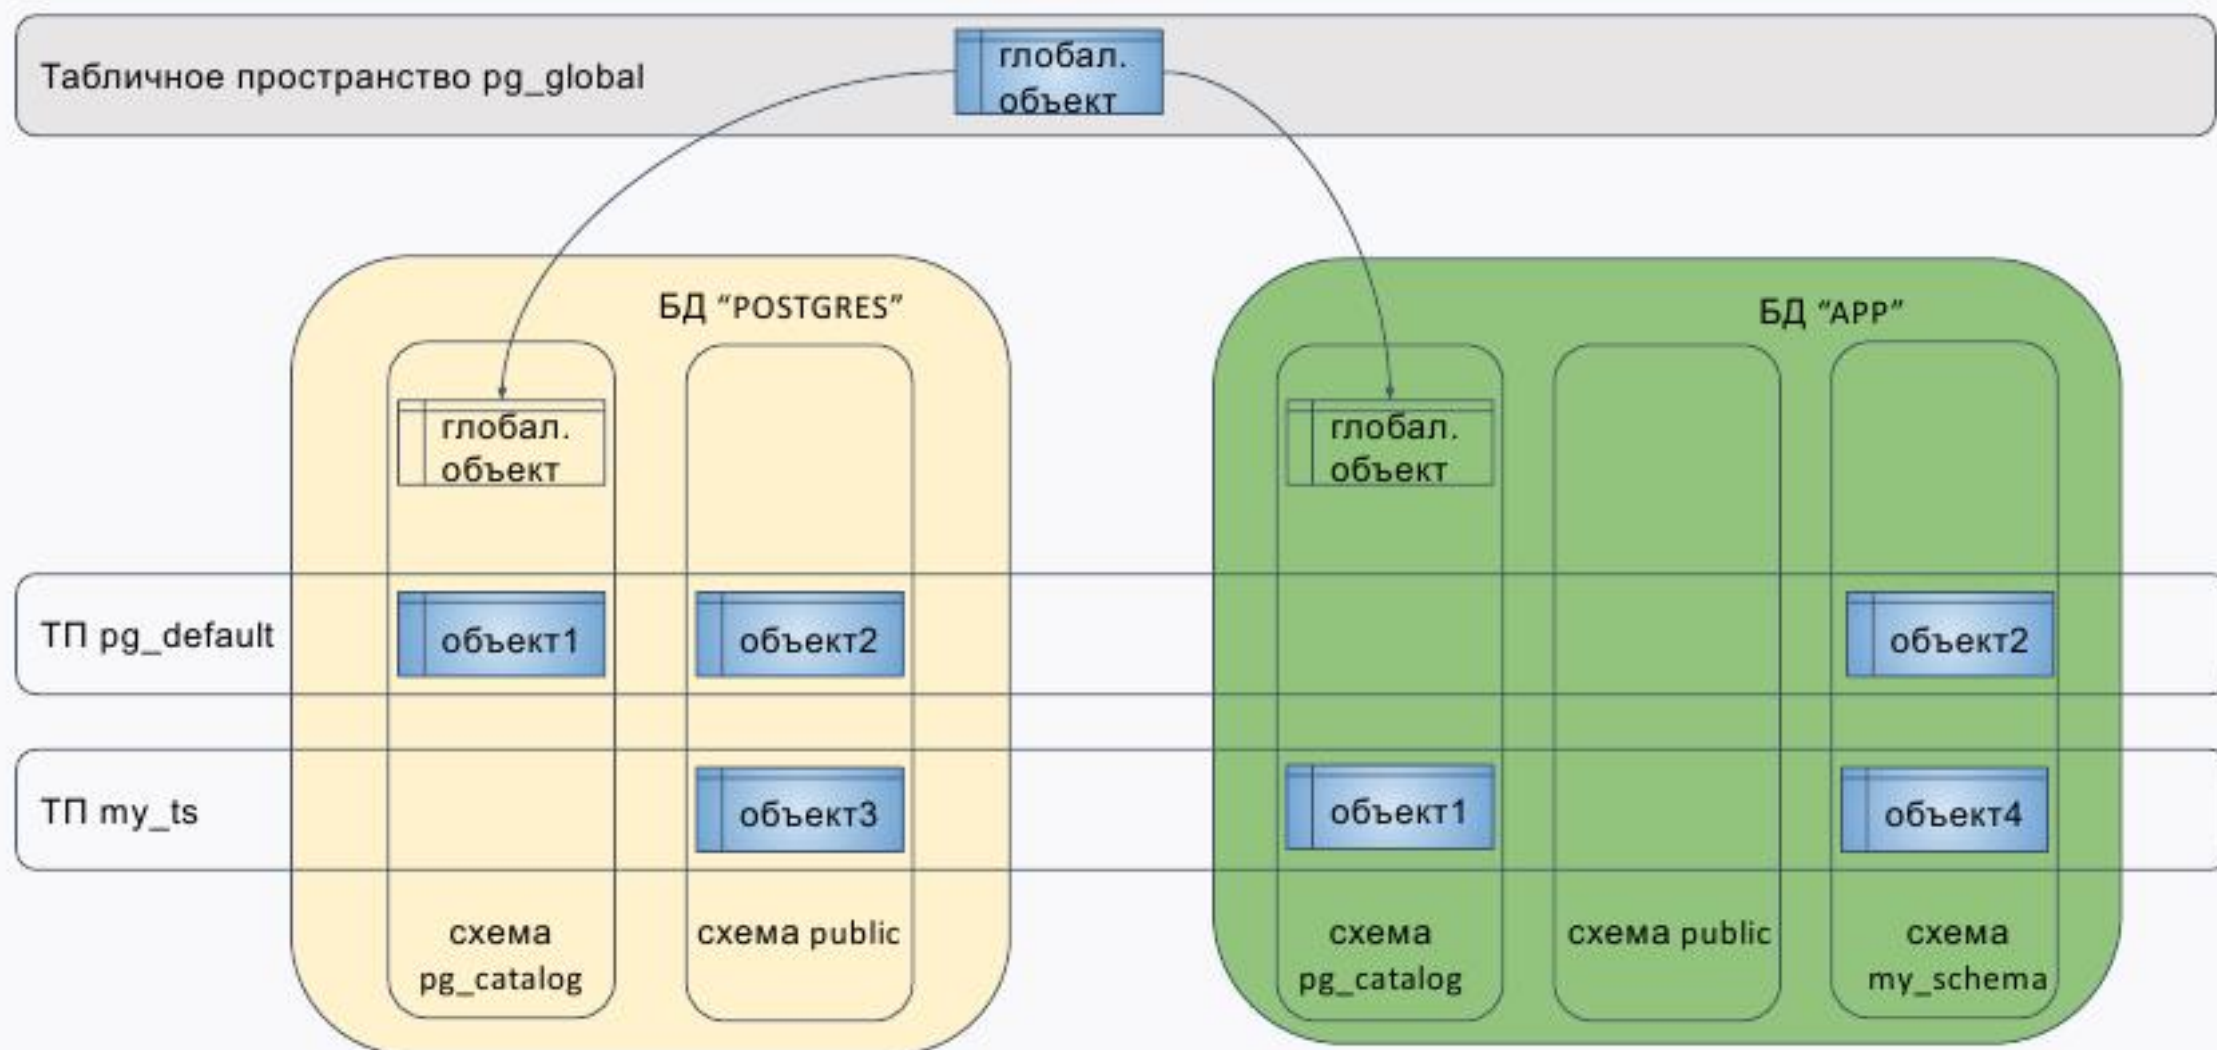 Табличное пространство pg_global
глобал.
объект
БД “POSTGRES”
глобал.
объект
БД “APP”
глобал.
объект
ТП pg_default
объект1
объект2
объект2
ТП my_ts
объект3
объект1
объект4
схема
pg_catalog
схема public
схема
pg_catalog
схема public
схема
my_schema